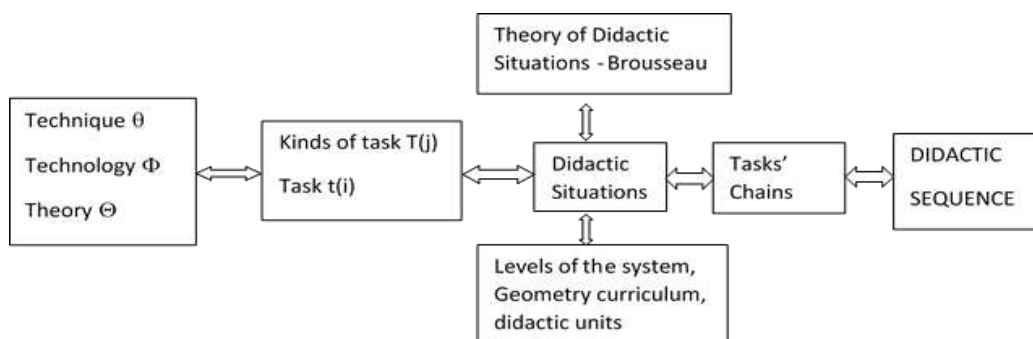 Theory of Didactic
Situations - Brousseau
Technique θ
Technology Φ
Theory Θ
Kinds of task T(j)
Task t(i)
Didactic
Situations
Tasks’
Chains
DIDACTIC
SEQUENCE
Levels of the system,
Geometry curriculum,
didactic units